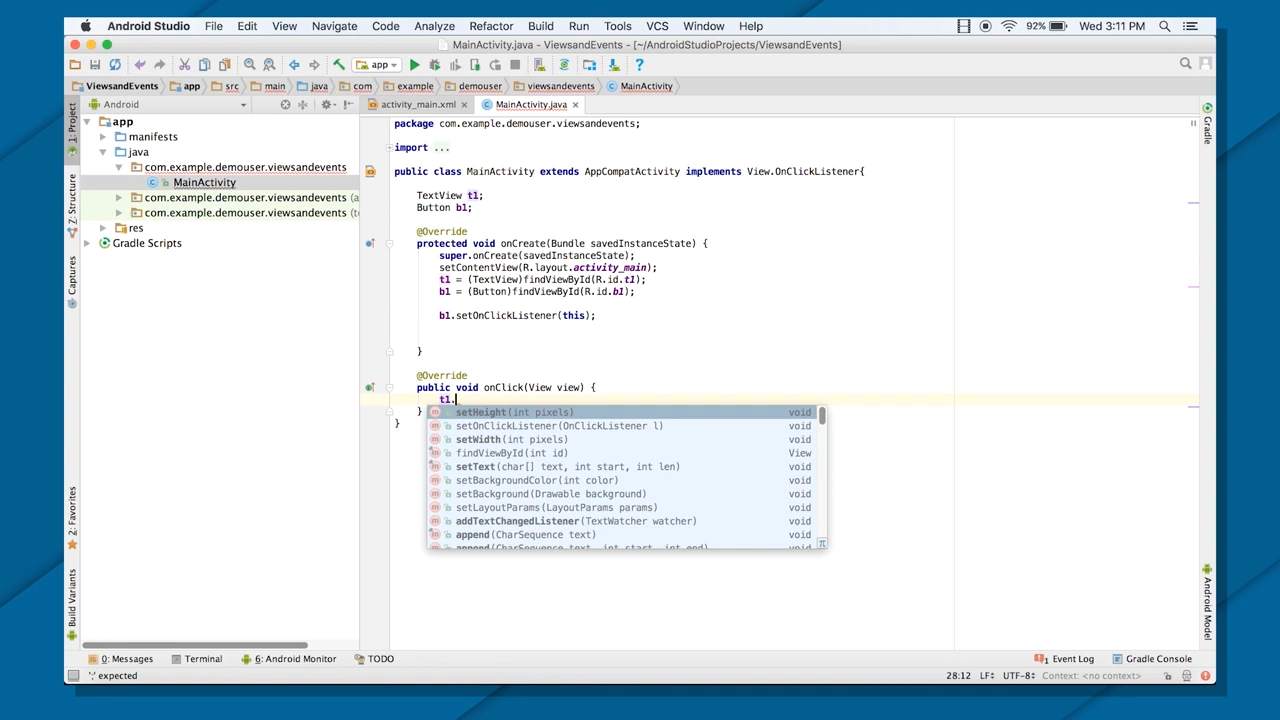 Android Studio File Edit View Navigate Code Analyze Refactor Build Run Tools VCS Window Help 92% Wed 3:11 PM
MainActivity.java - ViewsandEvents - [~/AndroidStudioProjects/ViewsandEvents]
app
ViewsandEvents app src main java com example demouser viewsandevents MainActivity
Android activity_main.xml MainActivity.java
1: Project
Z: Structure
Captures
2: Favorites
Build Variants
app
manifests
java
com.example.demouser.viewsandevents
MainActivity
com.example.demouser.viewsandevents (a
com.example.demouser.viewsandevents (t
res
Gradle Scripts
package com.example.demouser.viewsandevents;
import ...
public class MainActivity extends AppCompatActivity implements View.OnClickListener{
TextView t1;
Button b1;
@Override
protected void onCreate(Bundle savedInstanceState) {
super.onCreate(savedInstanceState);
setContentView(R.layout.activity_main);
t1 = (TextView)findViewById(R.id.t1);
b1 = (Button)findViewById(R.id.b1);
b1.setOnClickListener(this);
}
@Override
public void onClick(View view) {
t1.
}
}
setHeight(int pixels) void
setOnClickListener(OnClickListener l) void
setWidth(int pixels) void
findViewById(int id) View
setText(char[] text, int start, int len) void
setBackgroundColor(int color) void
setBackground(Drawable background) void
setLayoutParams(LayoutParams params) void
addTextChangedListener(TextWatcher watcher) void
append(CharSequence text) void
append(CharSequence text, int start, int end) void
π
Gradle
Android Model
0: Messages Terminal 6: Android Monitor TODO 1 Event Log Gradle Console
';' expected 28:12 LF UTF-8 Context: <no context>